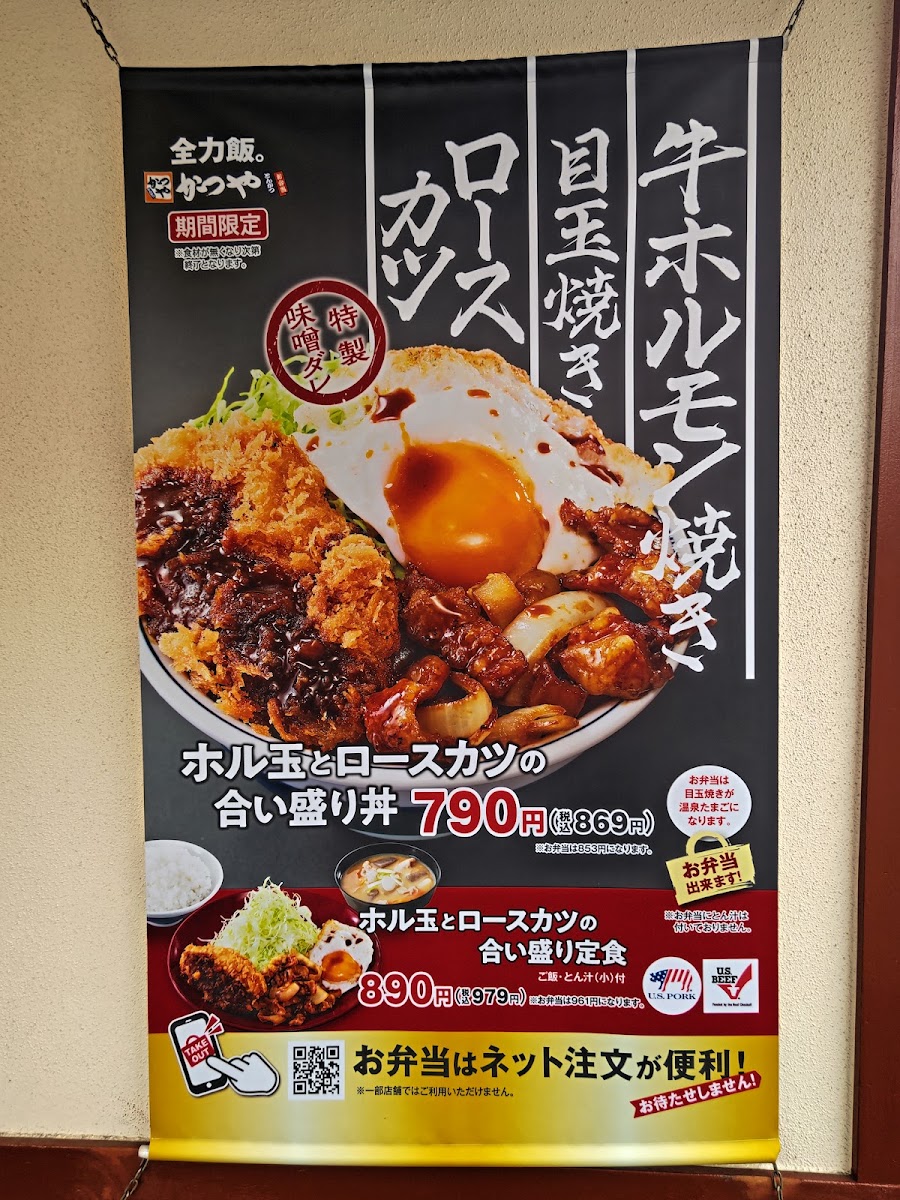 牛ホルモン焼き
目玉焼き
ロース
カツ
全力飯。
かつや
かつや
とんかつ
期間限定
※食材が無くなり次第
終了となります。
特製
味噌ダレ
ホル玉とロースカツの
合い盛り丼 790円(税込869円)
※お弁当は853円になります。
お弁当は
目玉焼きが
温泉たまごに
なります。
お弁当
出来ます!
※お弁当にとん汁は
付いておりません。
ホル玉とロースカツの
合い盛り定食
ご飯・とん汁(小)付
890円(税込979円) ※お弁当は961円になります。
U.S. PORK
U.S.
BEEF
TAKE
OUT
お弁当はネット注文が便利!
※一部店舗ではご利用いただけません。
お待たせしません!